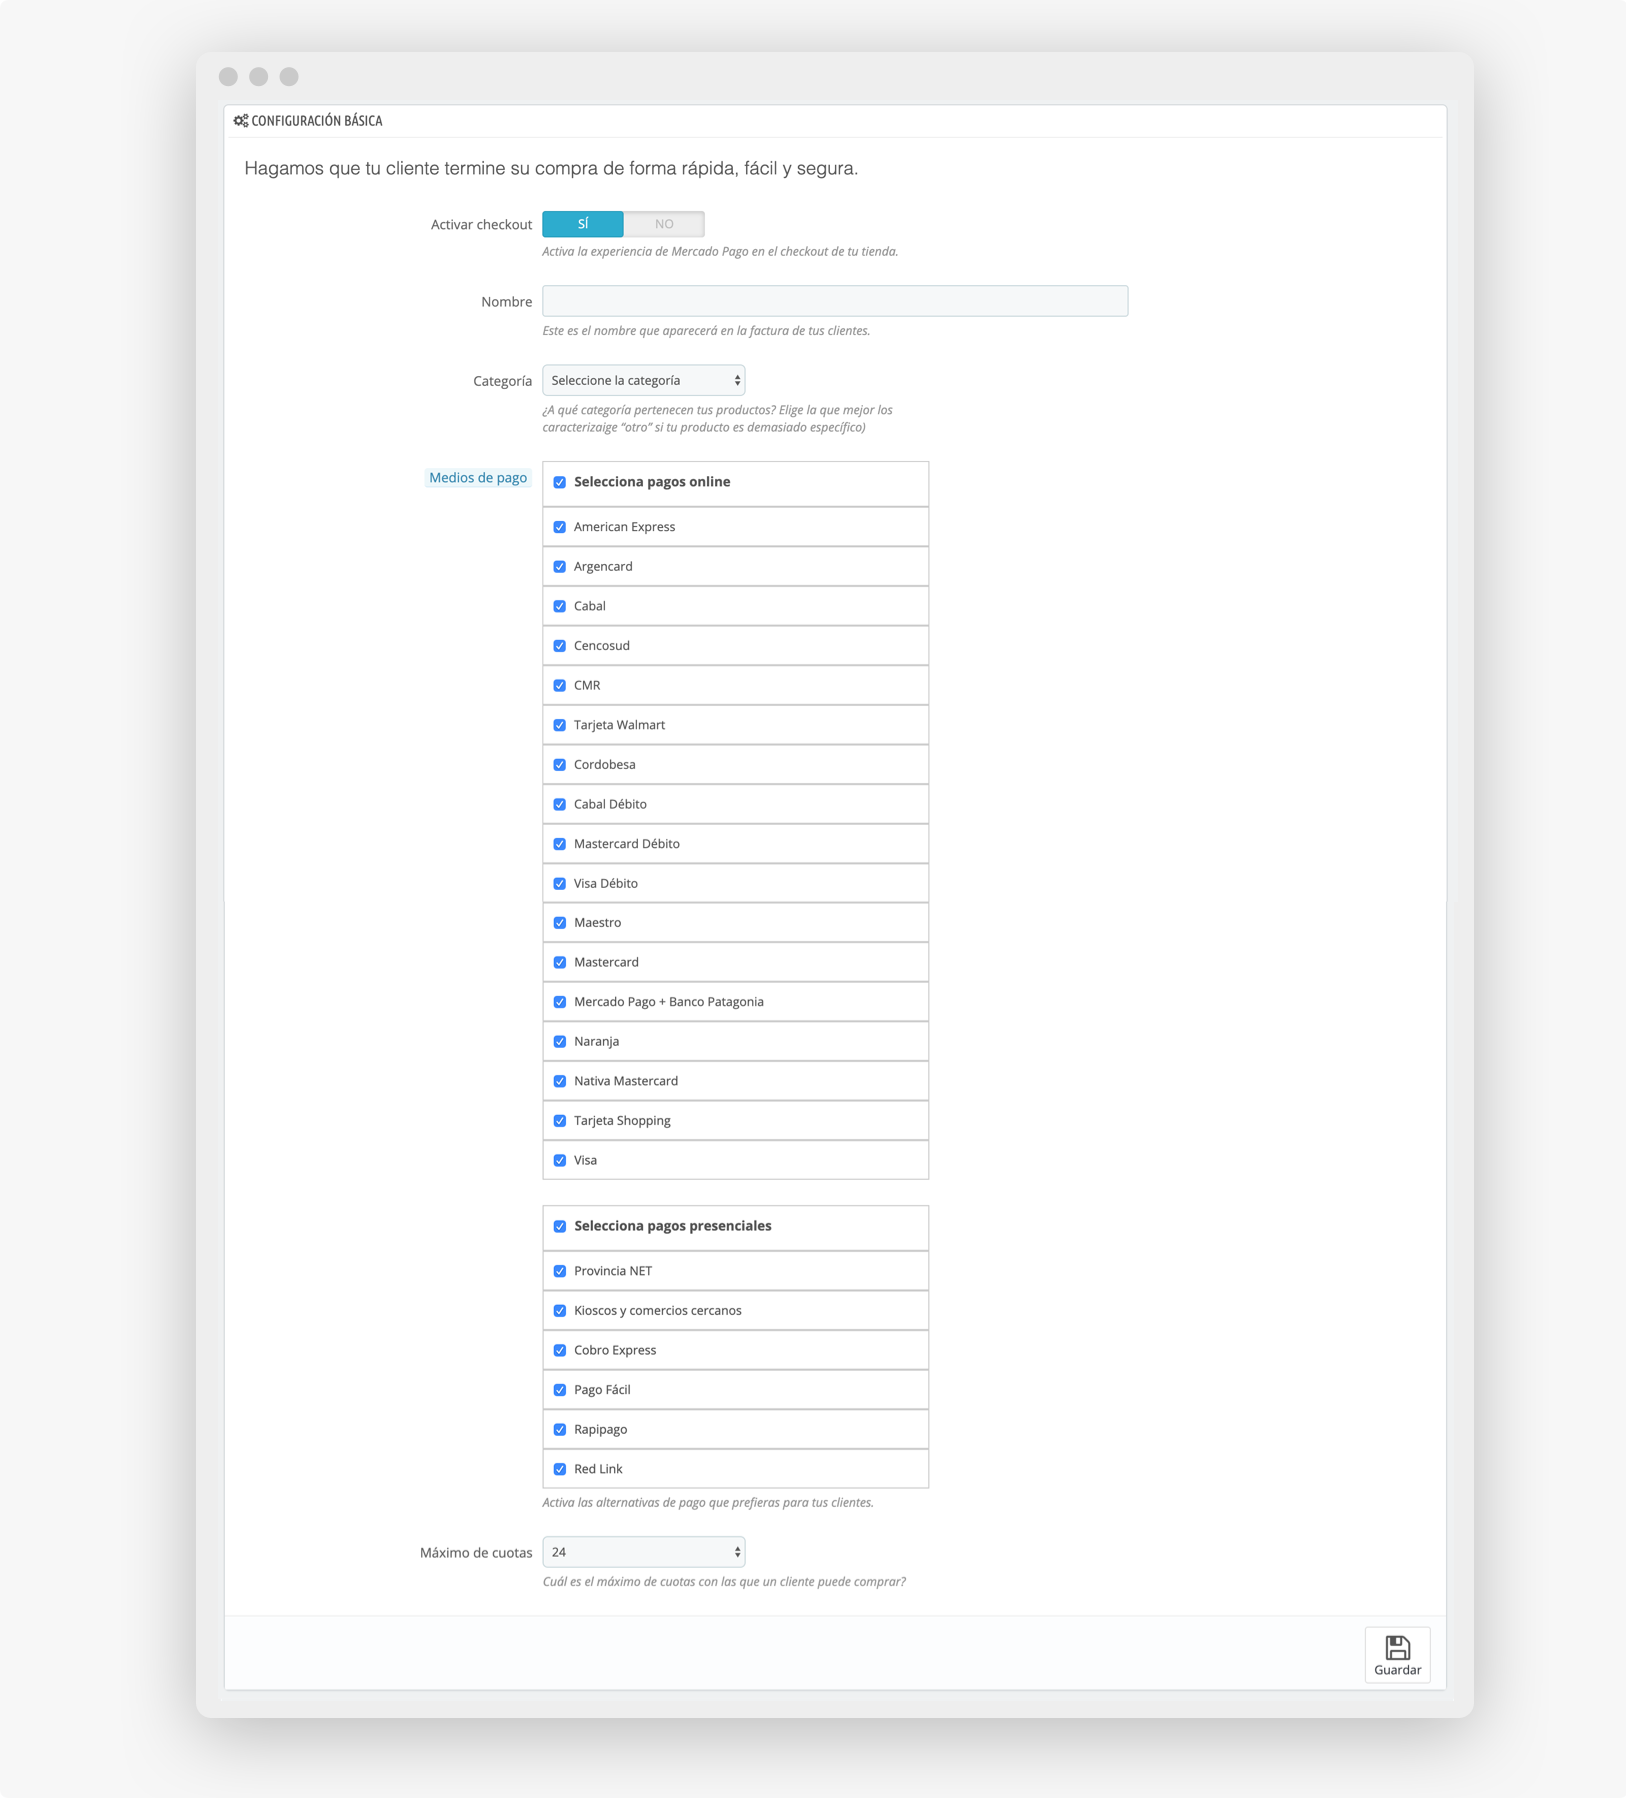 CONFIGURACIÓN BÁSICA
Hagamos que tu cliente termine su compra de forma rápida, fácil y segura.
Activar checkout
SÍ
NO
Activa la experiencia de Mercado Pago en el checkout de tu tienda.
Nombre
Este es el nombre que aparecerá en la factura de tus clientes.
Categoría
Seleccione la categoría
¿A qué categoría pertenecen tus productos? Elige la que mejor los
caracterizaige “otro” si tu producto es demasiado específico)
Medios de pago
Selecciona pagos online
American Express
Argencard
Cabal
Cencosud
CMR
Tarjeta Walmart
Cordobesa
Cabal Débito
Mastercard Débito
Visa Débito
Maestro
Mastercard
Mercado Pago + Banco Patagonia
Naranja
Nativa Mastercard
Tarjeta Shopping
Visa
Selecciona pagos presenciales
Provincia NET
Kioscos y comercios cercanos
Cobro Express
Pago Fácil
Rapipago
Red Link
Activa las alternativas de pago que prefieras para tus clientes.
Máximo de cuotas
24
Cuál es el máximo de cuotas con las que un cliente puede comprar?
Guardar